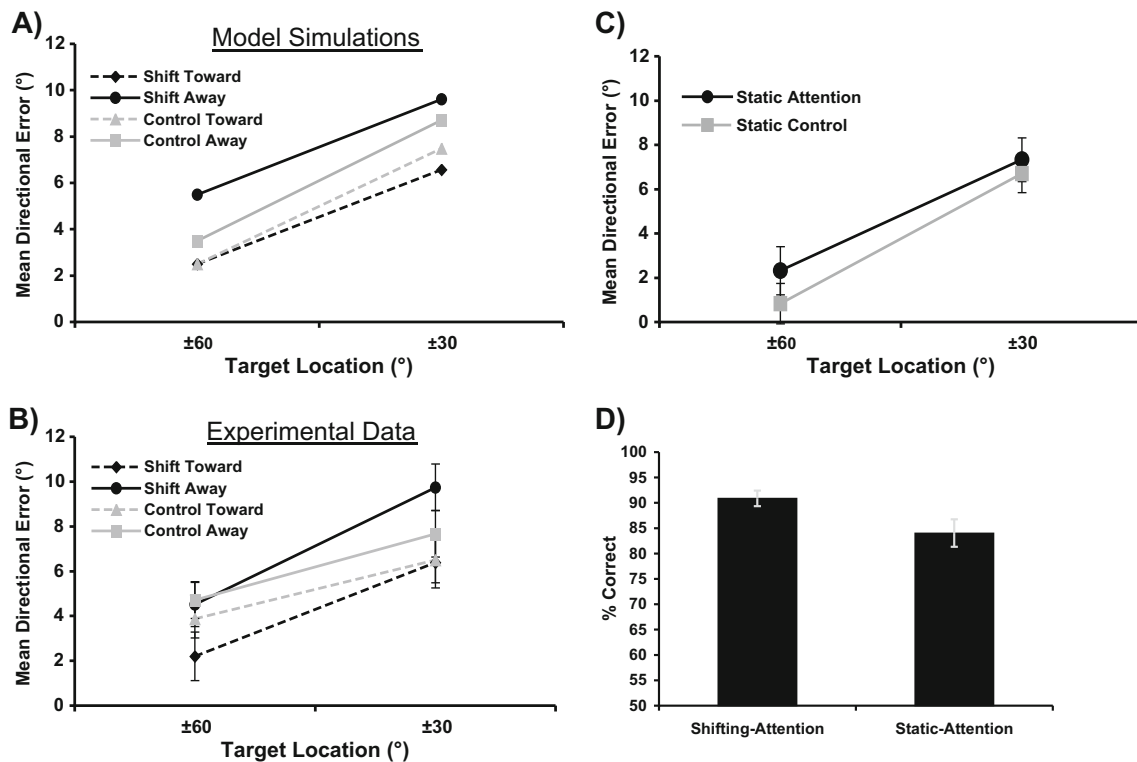 A)
Model Simulations
12
10
8
6
4
2
0
Mean Directional Error (°)
Shift Toward
Shift Away
Control Toward
Control Away
±60
±30
Target Location (°)
B)
Experimental Data
12
10
8
6
4
2
0
Mean Directional Error (°)
Shift Toward
Shift Away
Control Toward
Control Away
±60
±30
Target Location (°)
C)
12
10
8
6
4
2
0
Mean Directional Error (°)
Static Attention
Static Control
±60
±30
Target Location (°)
D)
100
95
90
85
80
75
70
65
60
55
50
% Correct
Shifting-Attention
Static-Attention